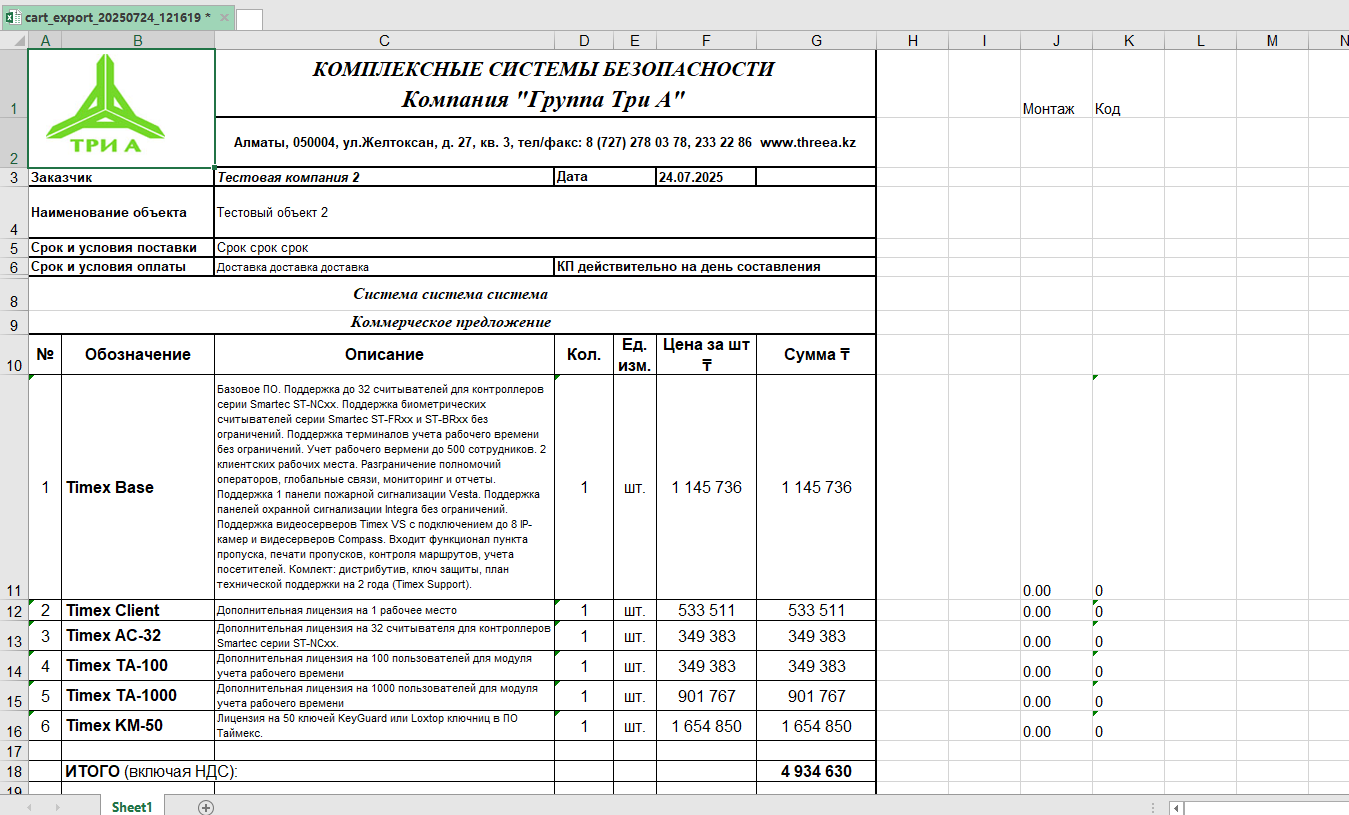 cart_export_20250724_121619 *
A B C D E F G H I J K L M N
ТРИ А
КОМПЛЕКСНЫЕ СИСТЕМЫ БЕЗОПАСНОСТИ
Компания "Группа Три А"
1 Монтаж Код
2 Алматы, 050004, ул.Желтоксан, д. 27, кв. 3, тел/факс: 8 (727) 278 03 78, 233 22 86 www.threea.kz
3 Заказчик Тестовая компания 2 Дата 24.07.2025
4 Наименование объекта Тестовый объект 2
5 Срок и условия поставки Срок срок срок
6 Срок и условия оплаты Доставка доставка доставка КП действительно на день составления
8 Система система система
9 Коммерческое предложение
10 № Обозначение Описание Кол. Ед. изм. Цена за шт ₸ Сумма ₸
Базовое ПО. Поддержка до 32 считывателей для контроллеров
серии Smartec ST-NCxx. Поддержка биометрических
считывателей серии Smartec ST-FRxx и ST-BRxx без
ограничений. Поддержка терминалов учета рабочего времени
без ограничений. Учет рабочего вермени до 500 сотрудников. 2
клиентских рабочих места. Разграничение полномочий
операторов, глобальные связи, мониторинг и отчеты.
1 Timex Base 1 шт. 1 145 736 1 145 736
Поддержка 1 панели пожарной сигнализации Vesta. Поддержка
панелей охранной сигнализации Integra без ограничений.
Поддержка видеосерверов Timex VS с подключением до 8 IP-
камер и видесерверов Compass. Входит функционал пункта
пропуска, печати пропусков, контроля маршрутов, учета
посетителей. Комлект: дистрибутив, ключ защиты, план
технической поддержки на 2 года (Timex Support).
11 0.00 0
12 2 Timex Client Дополнительная лицензия на 1 рабочее место 1 шт. 533 511 533 511 0.00 0
Дополнительная лицензия на 32 считывателя для контроллеров
13 3 Timex AC-32 Smartec серии ST-NCxx. 1 шт. 349 383 349 383 0.00 0
Дополнительная лицензия на 100 пользователей для модуля
14 4 Timex TA-100 учета рабочего времени 1 шт. 349 383 349 383 0.00 0
Дополнительная лицензия на 1000 пользователей для модуля
15 5 Timex TA-1000 учета рабочего времени 1 шт. 901 767 901 767 0.00 0
Лицензия на 50 ключей KeyGuard или Loxtop ключниц в ПО
16 6 Timex KM-50 Таймекс. 1 шт. 1 654 850 1 654 850 0.00 0
17
18 ИТОГО (включая НДС): 4 934 630
19
Sheet1